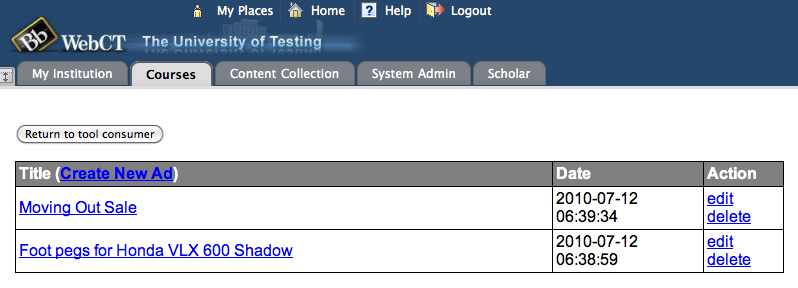 My Places Home Help Logout
Bb WebCT The University of Testing
My Institution Courses Content Collection System Admin Scholar
Return to tool consumer
Title (Create New Ad) Date Action
Moving Out Sale 2010-07-12 edit
06:39:34 delete
Foot pegs for Honda VLX 600 Shadow 2010-07-12 edit
06:38:59 delete